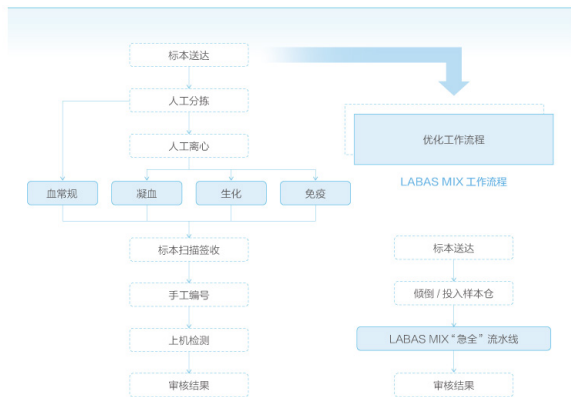 标本送达
人工分拣
人工离心
血常规
凝血
生化
免疫
标本扫描签收
手工编号
上机检测
审核结果
优化工作流程
LABAS MIX 工作流程
标本送达
倾倒 / 投入样本仓
LABAS MIX“急全”流水线
审核结果